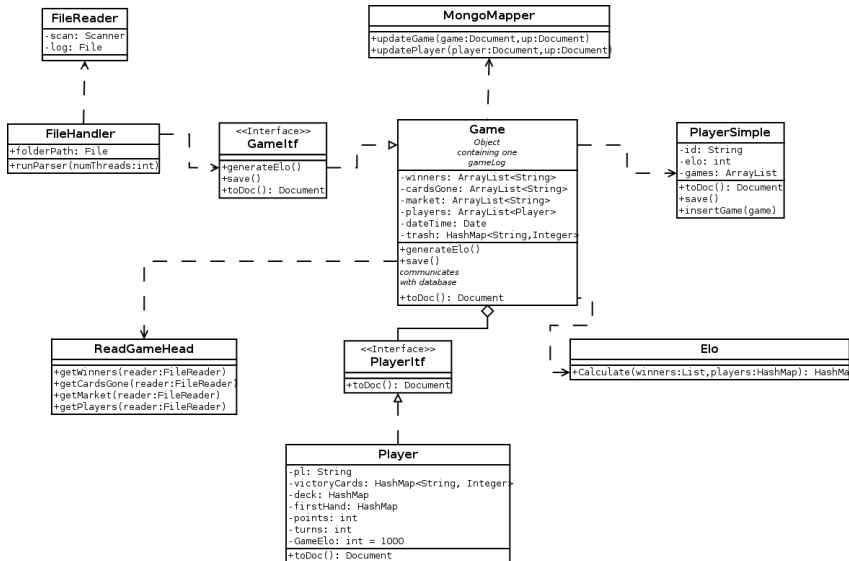 FileReader
-scan: Scanner
-log: File
MongoMapper
+updateGame(game:Document,up:Document)
+updatePlayer(player:Document,up:Document)
FileHandler
+folderPath: File
+runParser(numThreads:int)
<<Interface>>
GameItf
+generateElo()
+save()
+toDoc(): Document
Game
Object
containing one
gameLog
-winners: ArrayList<String>
-cardsGone: ArrayList<String>
-market: ArrayList<String>
-players: ArrayList<Player>
-dateTime: Date
-trash: HashMap<String,Integer>
+generateElo()
+save()
communicates
with database
+toDoc(): Document
PlayerSimple
-id: String
-elo: int
-games: ArrayList
+toDoc(): Document
+save()
+insertGame(game)
ReadGameHead
+getWinners(reader:FileReader)
+getCardsGone(reader:FileReader)
+getMarket(reader:FileReader)
+getPlayers(reader:FileReader)
<<Interface>>
PlayerItf
+toDoc(): Document
Elo
+Calculate(winners:List,players:HashMap): HashMa
Player
-pl: String
-victoryCards: HashMap<String, Integer>
-deck: HashMap
-firstHand: HashMap
-points: int
-turns: int
-GameElo: int = 1000
+toDoc(): Document